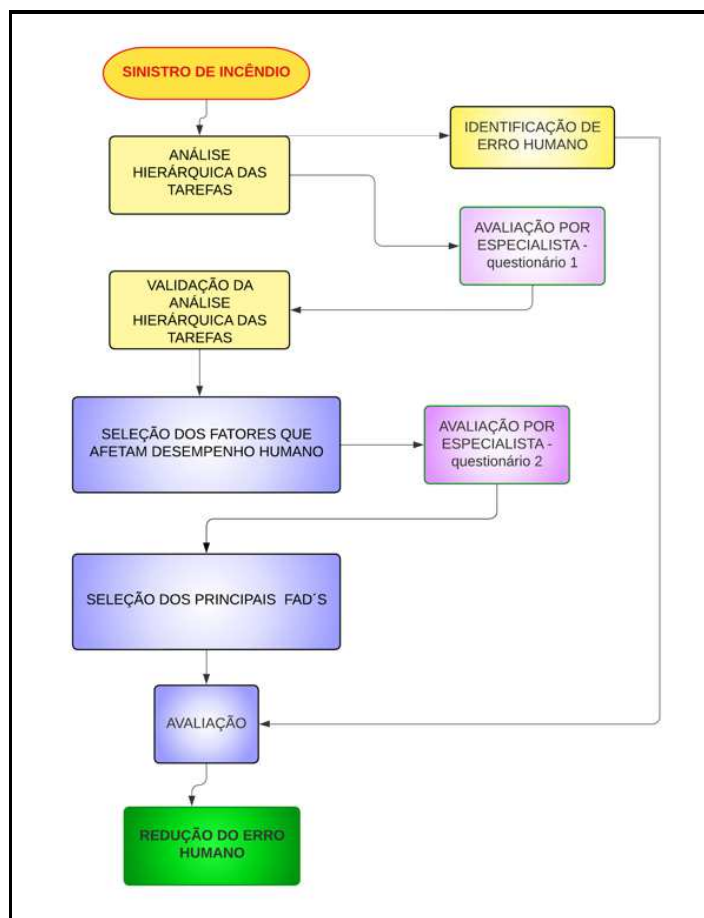 SINISTRO DE INCÊNDIO
ANÁLISE
HIERÁRQUICA DAS
TAREFAS
IDENTIFICAÇÃO DE
ERRO HUMANO
AVALIAÇÃO POR
ESPECIALISTA -
questionário 1
VALIDAÇÃO DA
ANÁLISE
HIERÁRQUICA DAS
TAREFAS
SELEÇÃO DOS FATORES QUE
AFETAM DESEMPENHO HUMANO
AVALIAÇÃO POR
ESPECIALISTA -
questionário 2
SELEÇÃO DOS PRINCIPAIS FAD´S
AVALIAÇÃO
REDUÇÃO DO ERRO
HUMANO